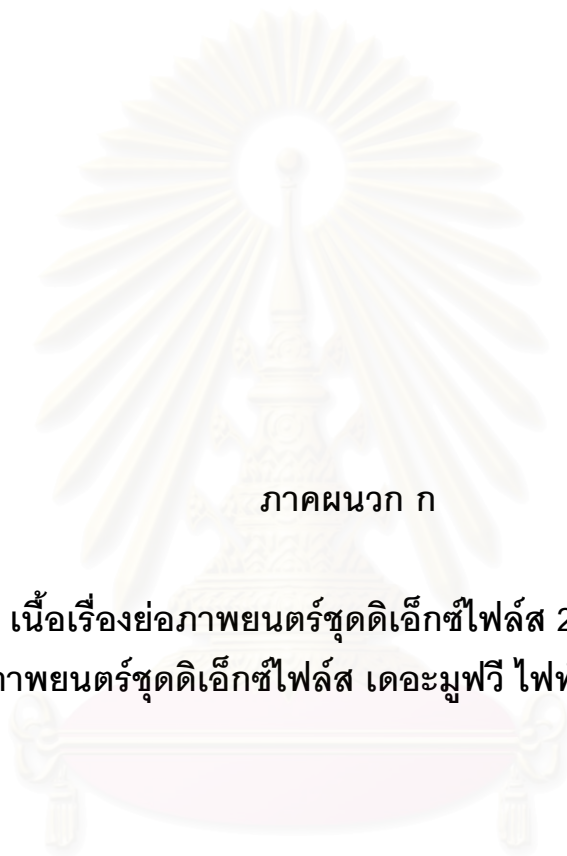 ภาคผนวก ก
เนื้อเรื่องย่อภาพยนตร์ชุดดิเอ็กซ์ไฟล์ส 2
ภาพยนตร์ชุดดิเอ็กซ์ไฟล์ส เดอะมูฟวี